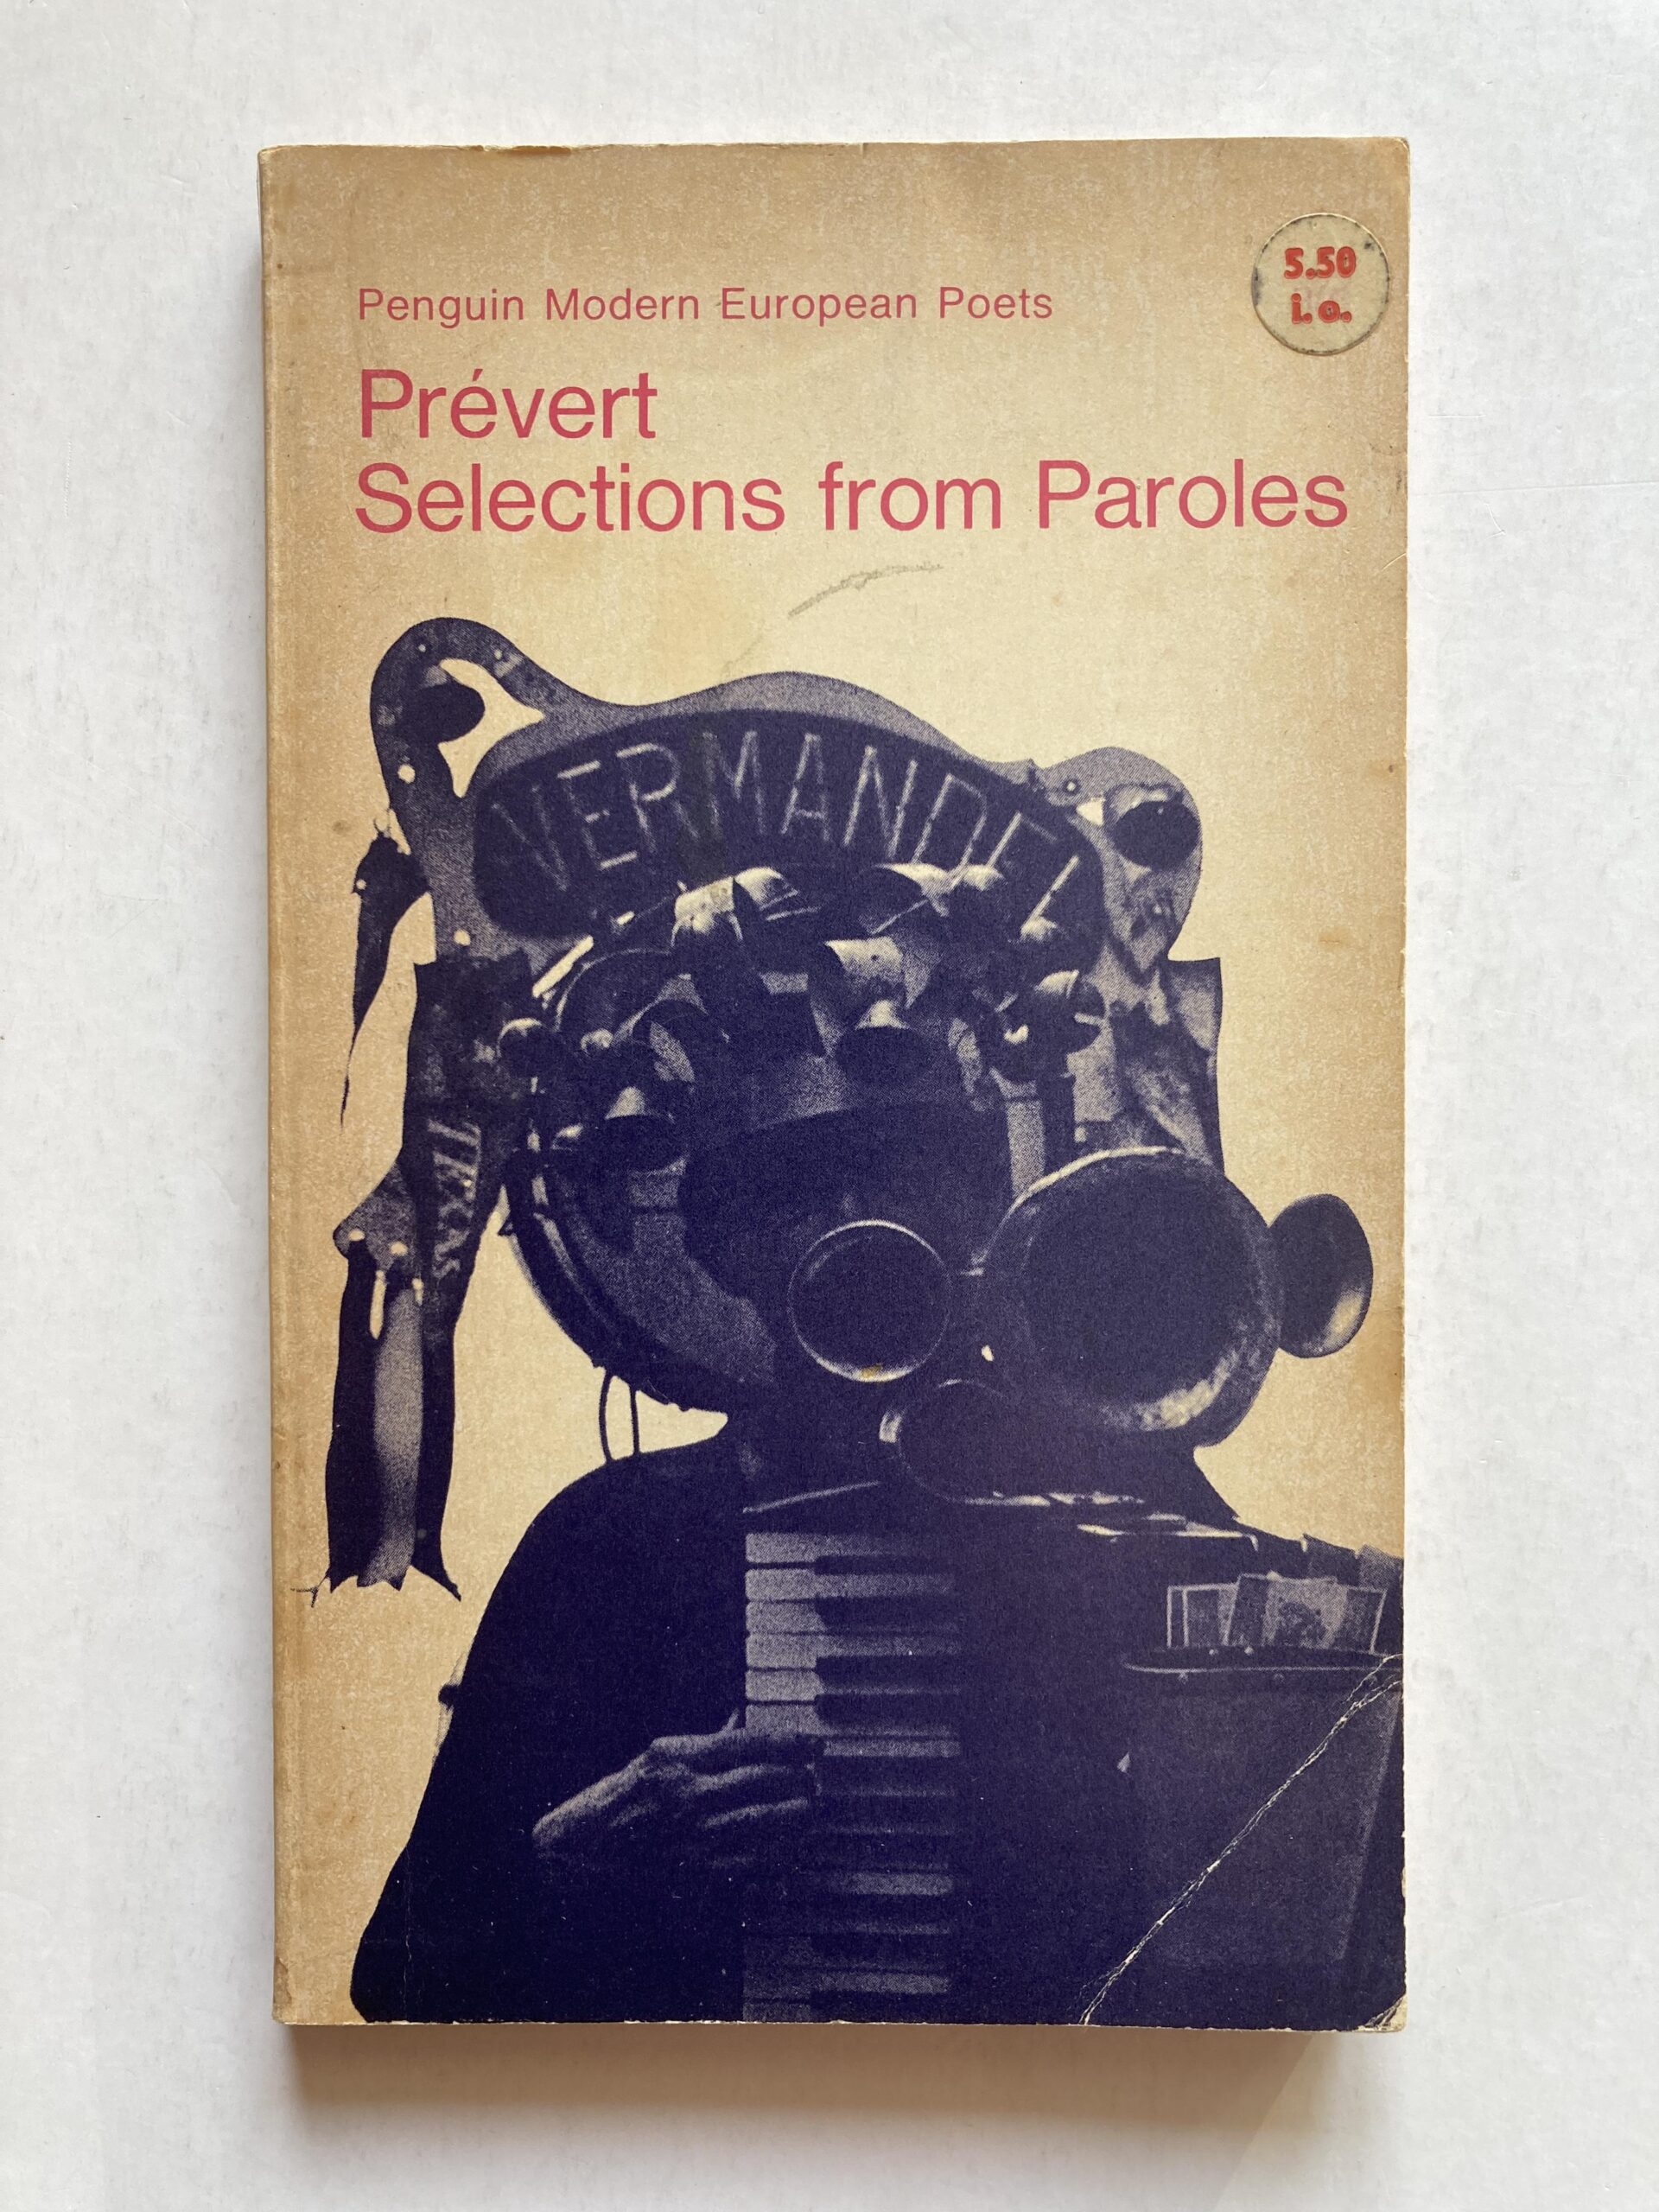 Penguin Modern European Poets
5.50
i.o.
Prévert
Selections from Paroles
VERMANDEL